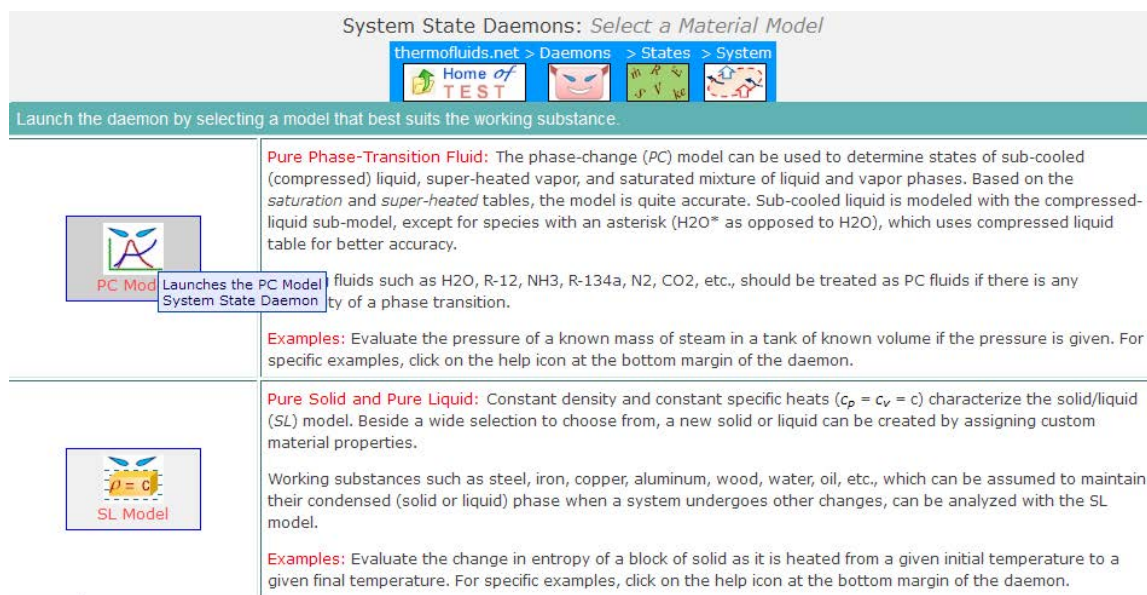 System State Daemons: Select a Material Model
thermofluids.net > Daemons > States > System
Home of
TEST
Launch the daemon by selecting a model that best suits the working substance.
Pure Phase-Transition Fluid: The phase-change (PC) model can be used to determine states of sub-cooled
(compressed) liquid, super-heated vapor, and saturated mixture of liquid and vapor phases. Based on the
saturation and super-heated tables, the model is quite accurate. Sub-cooled liquid is modeled with the compressed-
liquid sub-model, except for species with an asterisk (H2O* as opposed to H2O), which uses compressed liquid
table for better accuracy.
PC Mod
Launches the PC Model
System State Daemon
fluids such as H2O, R-12, NH3, R-134a, N2, CO2, etc., should be treated as PC fluids if there is any
ty of a phase transition.
Examples: Evaluate the pressure of a known mass of steam in a tank of known volume if the pressure is given. For
specific examples, click on the help icon at the bottom margin of the daemon.
Pure Solid and Pure Liquid: Constant density and constant specific heats (cp = cv = c) characterize the solid/liquid
(SL) model. Beside a wide selection to choose from, a new solid or liquid can be created by assigning custom
material properties.
ρ = c
SL Model
Working substances such as steel, iron, copper, aluminum, wood, water, oil, etc., which can be assumed to maintain
their condensed (solid or liquid) phase when a system undergoes other changes, can be analyzed with the SL
model.
Examples: Evaluate the change in entropy of a block of solid as it is heated from a given initial temperature to a
given final temperature. For specific examples, click on the help icon at the bottom margin of the daemon.